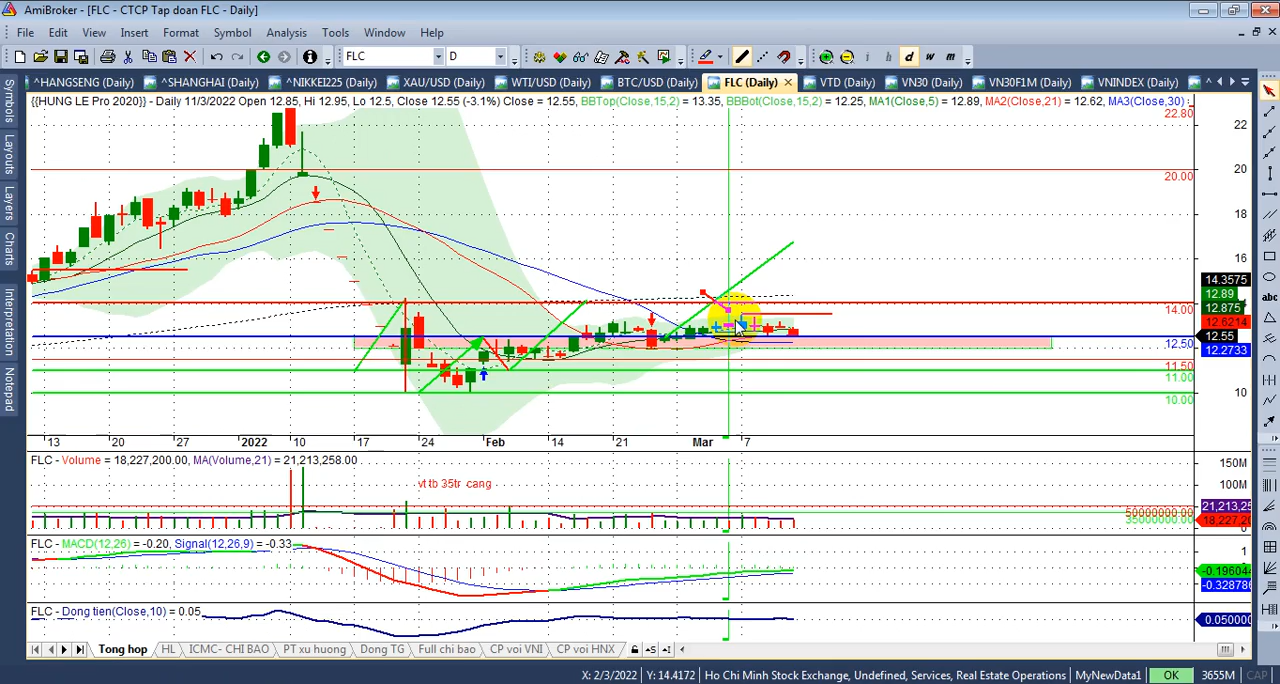 AmiBroker - [FLC - CTCP Tap doan FLC - Daily]
File Edit View Insert Format Symbol Analysis Tools Window Help
FLC D i h d w m
^HANGSENG (Daily) ^SHANGHAI (Daily) ^NIKKEI225 (Daily) XAU/USD (Daily) WTI/USD (Daily) BTC/USD (Daily) FLC (Daily) VTD (Daily) VN30 (Daily) VN30F1M (Daily) VNINDEX (Daily)
{{HUNG LE Pro 2020}} - Daily 11/3/2022 Open 12.85, Hi 12.95, Lo 12.5, Close 12.55 (-3.1%) Close = 12.55, BBTop(Close,15,2) = 13.35, BBBot(Close,15,2) = 12.25, MA1(Close,5) = 12.89, MA2(Close,21) = 12.62, MA3(Close,30)
Symbols
Layouts
Layers
Charts
Interpretation
Notepad
abc
22.80
22
20
20.00
18
16
14.3575
12.89
12.875
14.00
12.6214
12.55
12.50
12.2733
11.50
11.00
10
10.00
13 20 27 2022 10 17 24 Feb 14 21 Mar 7
FLC - Volume = 18,227,200.00, MA(Volume,21) = 21,213,258.00
vt tb 35tr cang
150M
100M
21,213,25
50000000.00
35000000.00
18,227,20
FLC - MACD(12,26) = -0.20, Signal(12,26,9) = -0.33
1
-0.196044
-0.328786
FLC - Dong tien(Close,10) = 0.05
0.050000
Tong hop HL ICMC- CHI BAO PT xu huong Dong TG Full chi bao CP voi VNI CP voi HNX
X: 2/3/2022 Y: 14.4172 Ho Chi Minh Stock Exchange, Undefined, Services, Real Estate Operations MyNewData1 OK 3655M CAP